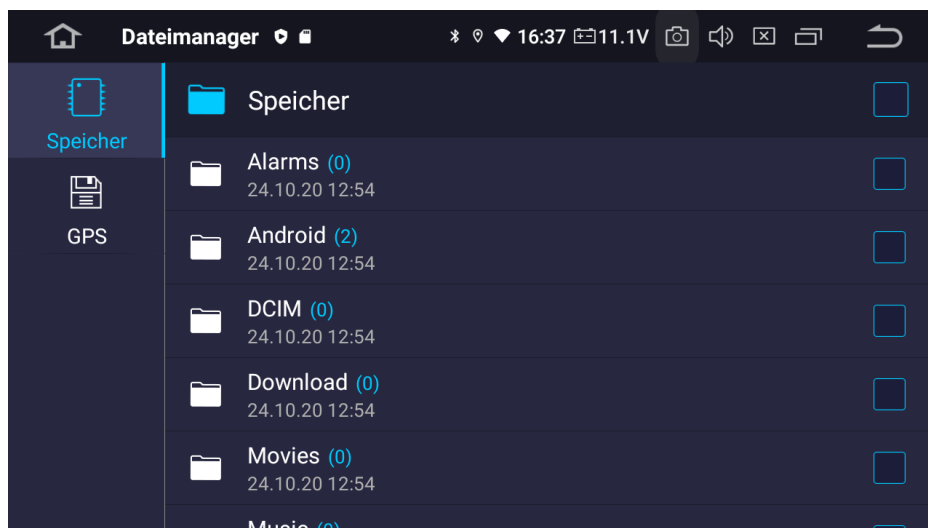 Dateimanager 16:37 11.1V
Speicher
GPS
Speicher
Alarms (0)
24.10.20 12:54
Android (2)
24.10.20 12:54
DCIM (0)
24.10.20 12:54
Download (0)
24.10.20 12:54
Movies (0)
24.10.20 12:54
Music (0)